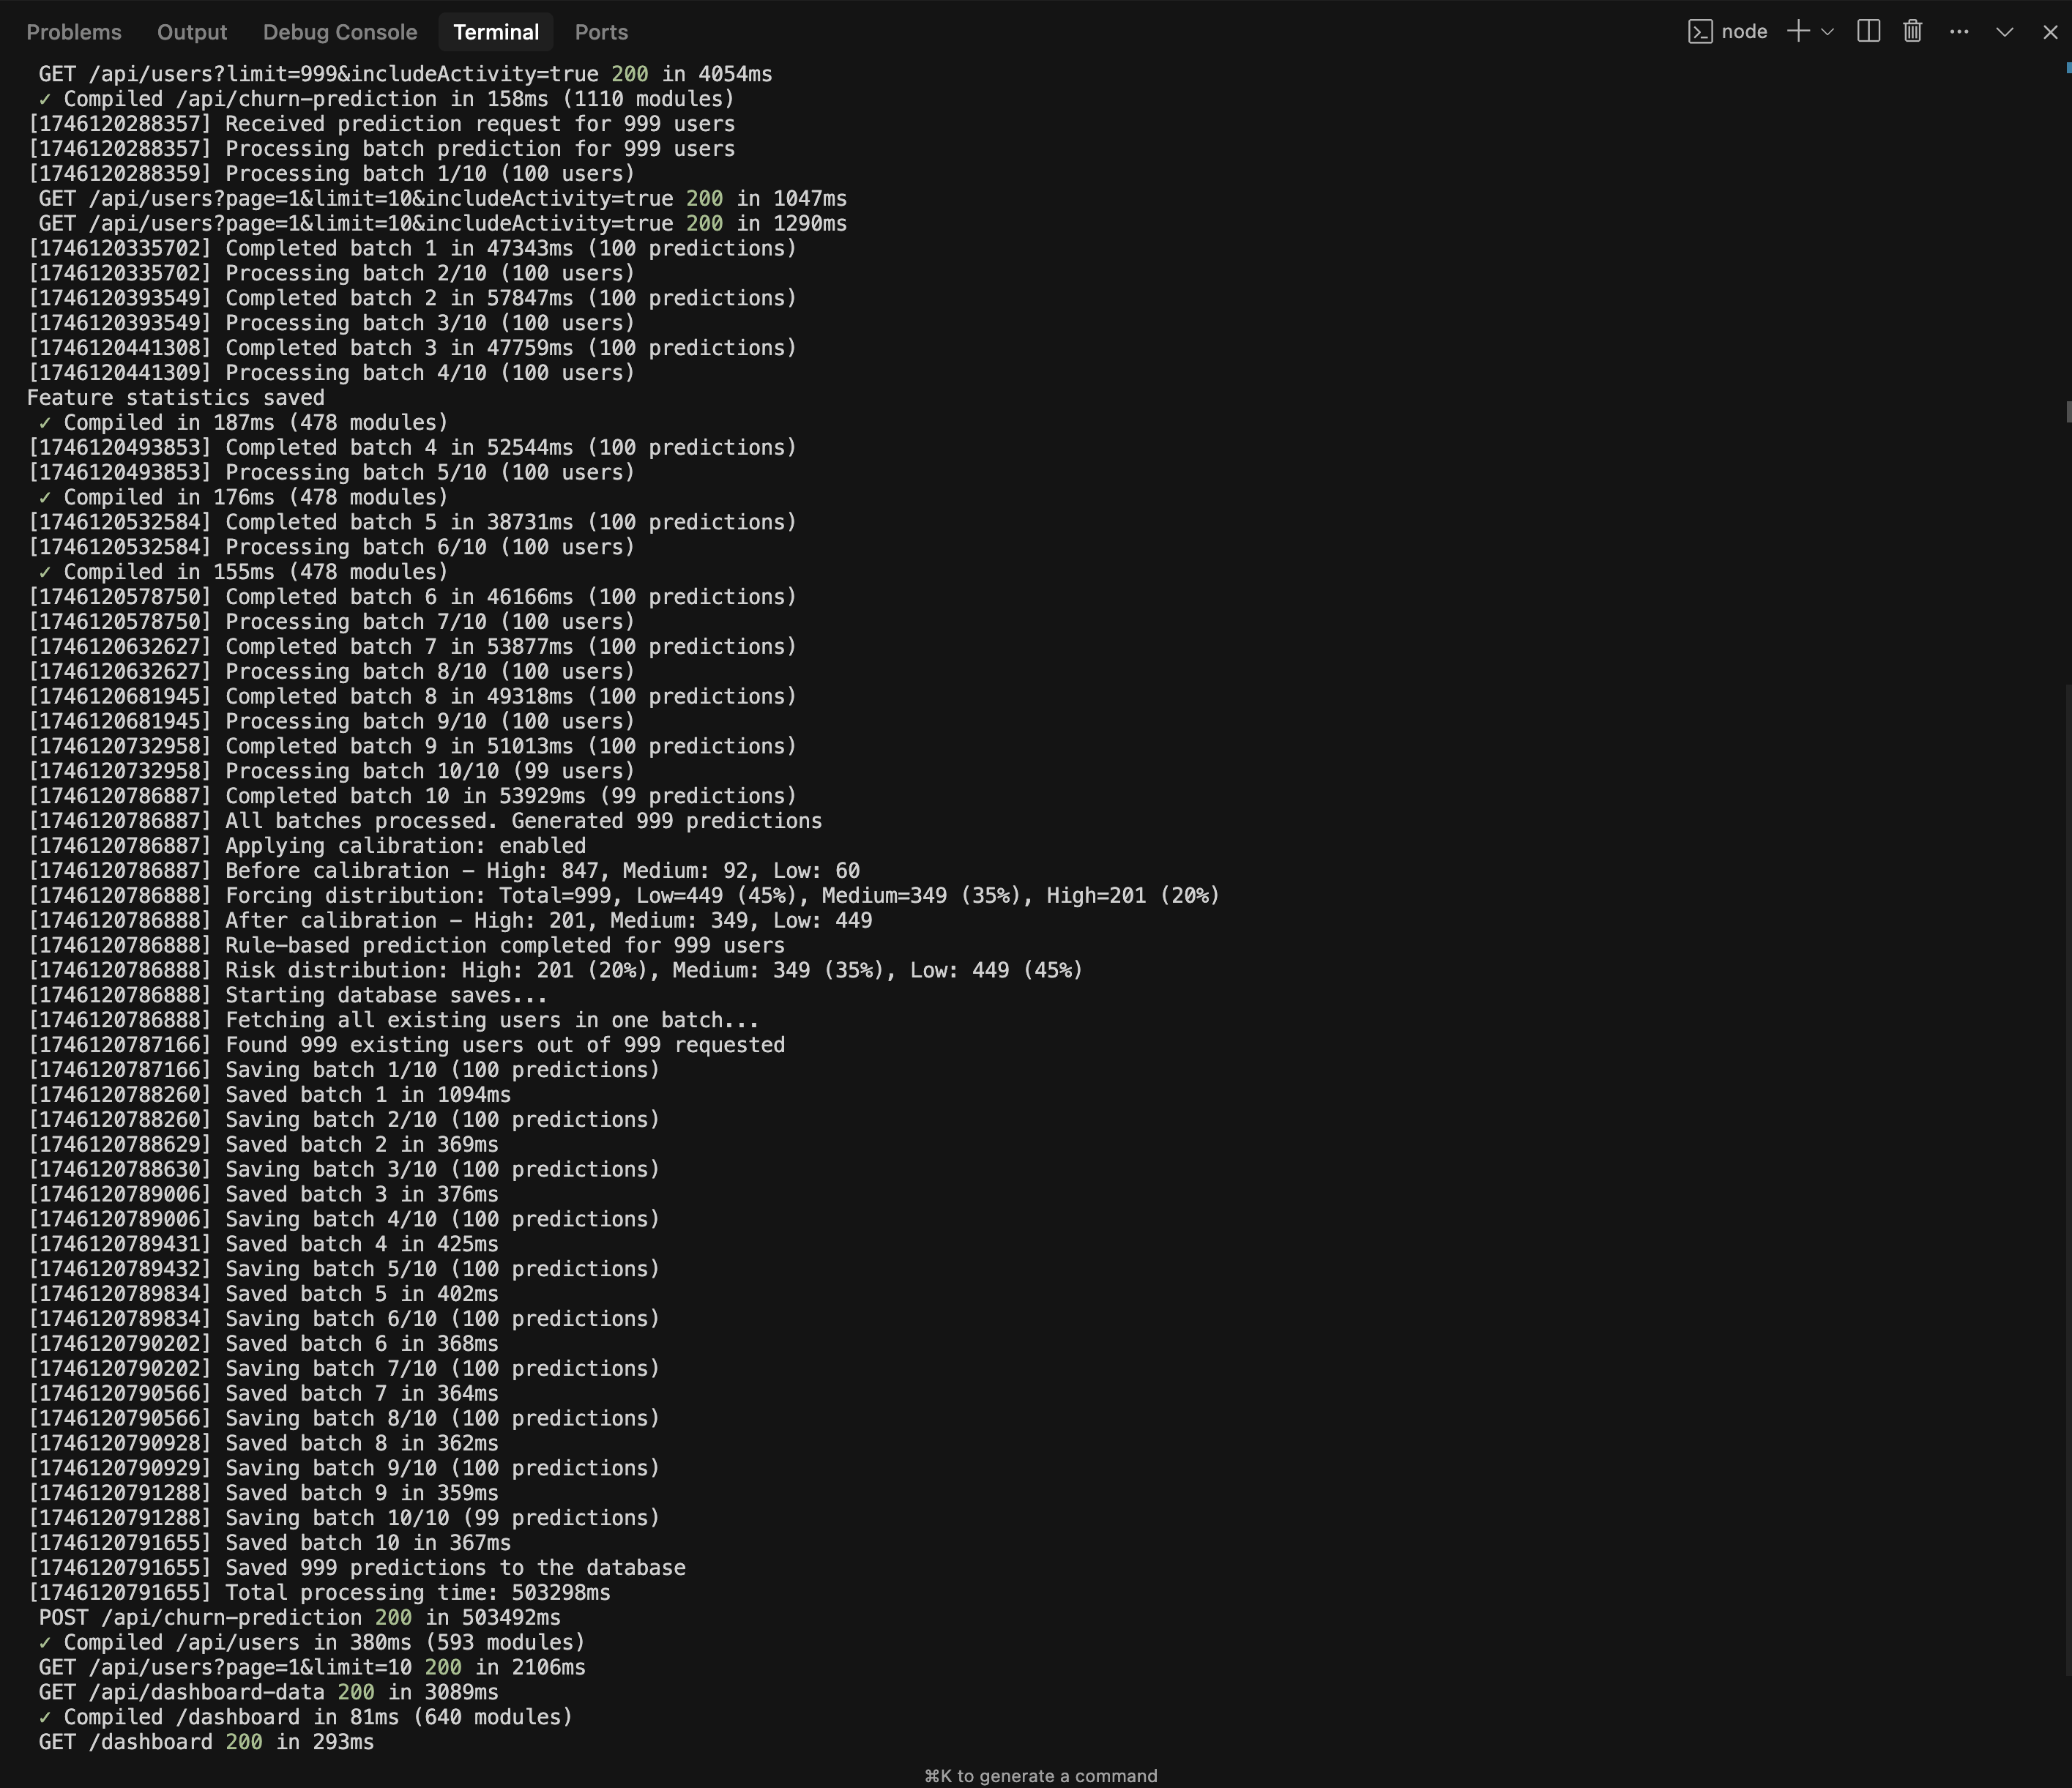 Problems Output Debug Console Terminal Ports node
GET /api/users?limit=999&includeActivity=true 200 in 4054ms
✓ Compiled /api/churn-prediction in 158ms (1110 modules)
[1746120288357] Received prediction request for 999 users
[1746120288357] Processing batch prediction for 999 users
[1746120288359] Processing batch 1/10 (100 users)
GET /api/users?page=1&limit=10&includeActivity=true 200 in 1047ms
GET /api/users?page=1&limit=10&includeActivity=true 200 in 1290ms
[1746120335702] Completed batch 1 in 47343ms (100 predictions)
[1746120335702] Processing batch 2/10 (100 users)
[1746120393549] Completed batch 2 in 57847ms (100 predictions)
[1746120393549] Processing batch 3/10 (100 users)
[1746120441308] Completed batch 3 in 47759ms (100 predictions)
[1746120441309] Processing batch 4/10 (100 users)
Feature statistics saved
✓ Compiled in 187ms (478 modules)
[1746120493853] Completed batch 4 in 52544ms (100 predictions)
[1746120493853] Processing batch 5/10 (100 users)
✓ Compiled in 176ms (478 modules)
[1746120532584] Completed batch 5 in 38731ms (100 predictions)
[1746120532584] Processing batch 6/10 (100 users)
✓ Compiled in 155ms (478 modules)
[1746120578750] Completed batch 6 in 46166ms (100 predictions)
[1746120578750] Processing batch 7/10 (100 users)
[1746120632627] Completed batch 7 in 53877ms (100 predictions)
[1746120632627] Processing batch 8/10 (100 users)
[1746120681945] Completed batch 8 in 49318ms (100 predictions)
[1746120681945] Processing batch 9/10 (100 users)
[1746120732958] Completed batch 9 in 51013ms (100 predictions)
[1746120732958] Processing batch 10/10 (99 users)
[1746120786887] Completed batch 10 in 53929ms (99 predictions)
[1746120786887] All batches processed. Generated 999 predictions
[1746120786887] Applying calibration: enabled
[1746120786887] Before calibration - High: 847, Medium: 92, Low: 60
[1746120786888] Forcing distribution: Total=999, Low=449 (45%), Medium=349 (35%), High=201 (20%)
[1746120786888] After calibration - High: 201, Medium: 349, Low: 449
[1746120786888] Rule-based prediction completed for 999 users
[1746120786888] Risk distribution: High: 201 (20%), Medium: 349 (35%), Low: 449 (45%)
[1746120786888] Starting database saves...
[1746120786888] Fetching all existing users in one batch...
[1746120787166] Found 999 existing users out of 999 requested
[1746120787166] Saving batch 1/10 (100 predictions)
[1746120788260] Saved batch 1 in 1094ms
[1746120788260] Saving batch 2/10 (100 predictions)
[1746120788629] Saved batch 2 in 369ms
[1746120788630] Saving batch 3/10 (100 predictions)
[1746120789006] Saved batch 3 in 376ms
[1746120789006] Saving batch 4/10 (100 predictions)
[1746120789431] Saved batch 4 in 425ms
[1746120789432] Saving batch 5/10 (100 predictions)
[1746120789834] Saved batch 5 in 402ms
[1746120789834] Saving batch 6/10 (100 predictions)
[1746120790202] Saved batch 6 in 368ms
[1746120790202] Saving batch 7/10 (100 predictions)
[1746120790566] Saved batch 7 in 364ms
[1746120790566] Saving batch 8/10 (100 predictions)
[1746120790928] Saved batch 8 in 362ms
[1746120790929] Saving batch 9/10 (100 predictions)
[1746120791288] Saved batch 9 in 359ms
[1746120791288] Saving batch 10/10 (99 predictions)
[1746120791655] Saved batch 10 in 367ms
[1746120791655] Saved 999 predictions to the database
[1746120791655] Total processing time: 503298ms
POST /api/churn-prediction 200 in 503492ms
✓ Compiled /api/users in 380ms (593 modules)
GET /api/users?page=1&limit=10 200 in 2106ms
GET /api/dashboard-data 200 in 3089ms
✓ Compiled /dashboard in 81ms (640 modules)
GET /dashboard 200 in 293ms
⌘K to generate a command